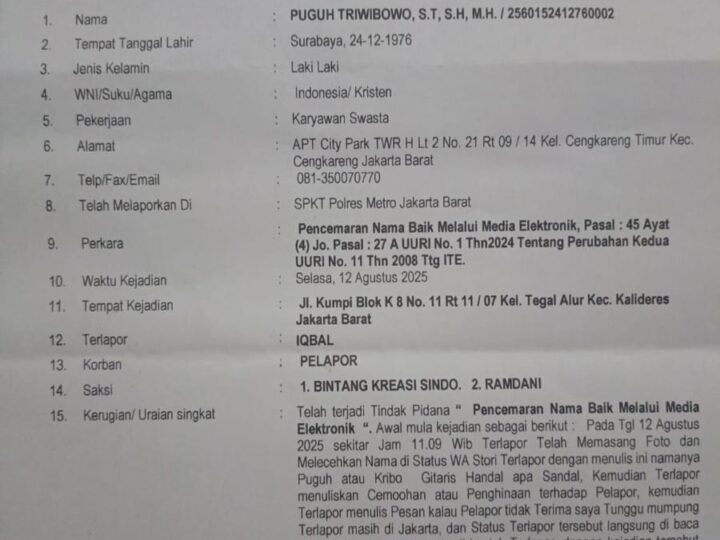 1. Nama : PUGUH TRIWIBOWO, S.T, S.H, M.H. / 2560152412760002
2. Tempat Tanggal Lahir : Surabaya, 24-12-1976
3. Jenis Kelamin : Laki Laki
4. WNI/Suku/Agama : Indonesia/ Kristen
5. Pekerjaan : Karyawan Swasta
6. Alamat : APT City Park TWR H Lt 2 No. 21 Rt 09 / 14 Kel. Cengkareng Timur Kec.
Cengkareng Jakarta Barat
7. Telp/Fax/Email : 081-350070770
8. Telah Melaporkan Di : SPKT Polres Metro Jakarta Barat
9. Perkara : Pencemaran Nama Baik Melalui Media Elektronik, Pasal : 45 Ayat
(4) Jo. Pasal : 27 A UURI No. 1 Thn2024 Tentang Perubahan Kedua
UURI No. 11 Thn 2008 Ttg ITE.
10. Waktu Kejadian : Selasa, 12 Agustus 2025
11. Tempat Kejadian : Jl. Kumpi Blok K 8 No. 11 Rt 11 / 07 Kel. Tegal Alur Kec. Kalideres
Jakarta Barat
12. Terlapor : IQBAL
13. Korban : PELAPOR
14. Saksi : 1. BINTANG KREASI SINDO. 2. RAMDANI
15. Kerugian/ Uraian singkat : Telah terjadi Tindak Pidana “ Pencemaran Nama Baik Melalui Media
Elektronik “. Awal mula kejadian sebagai berikut : Pada Tgl 12 Agustus
2025 sekitar Jam 11.09 Wib Terlapor Telah Memasang Foto dan
Melecehkan Nama di Status WA Stori Terlapor dengan menulis ini namanya
Puguh atau Kribo Gitaris Handal apa Sandal, Kemudian Terlapor
menuliskan Cemoohan atau Penghinaan terhadap Pelapor, kemudian
Terlapor menulis Pesan kalau Pelapor tidak Terima saya Tunggu mumpung
Terlapor masih di Jakarta, dan Status Terlapor tersebut langsung di baca